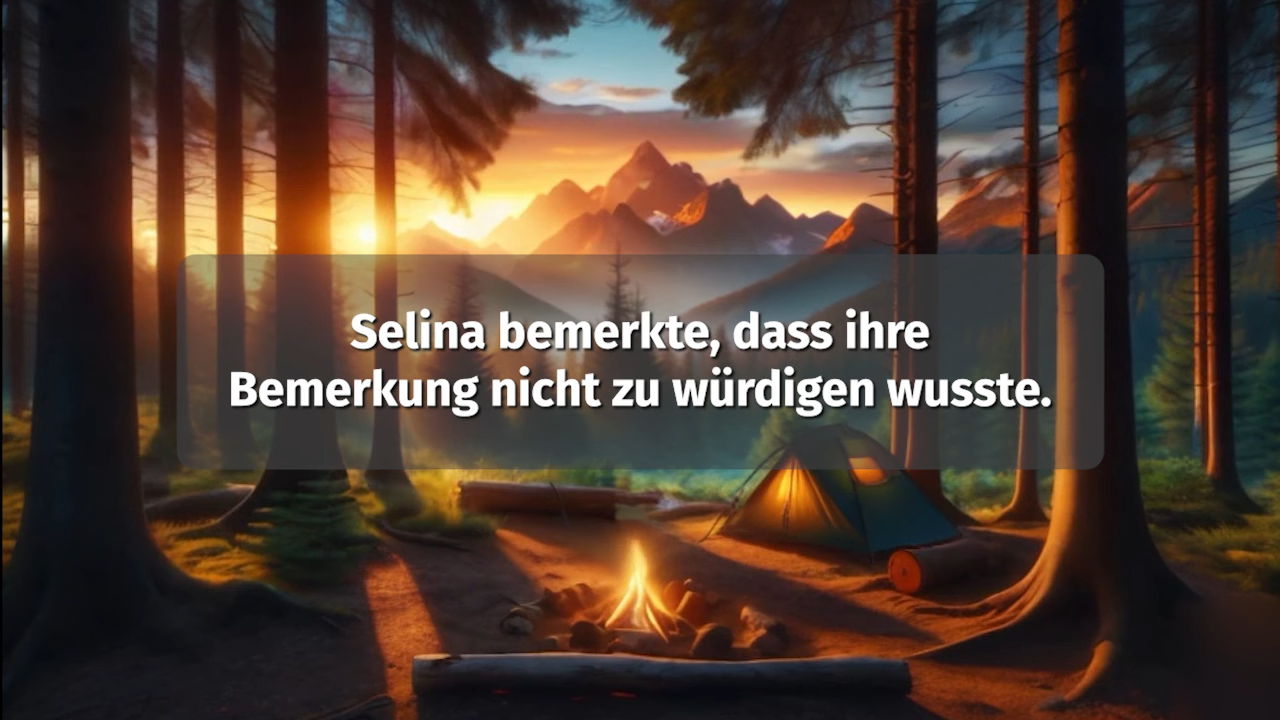 Selina bemerkte, dass ihre
Bemerkung nicht zu würdigen wusste.